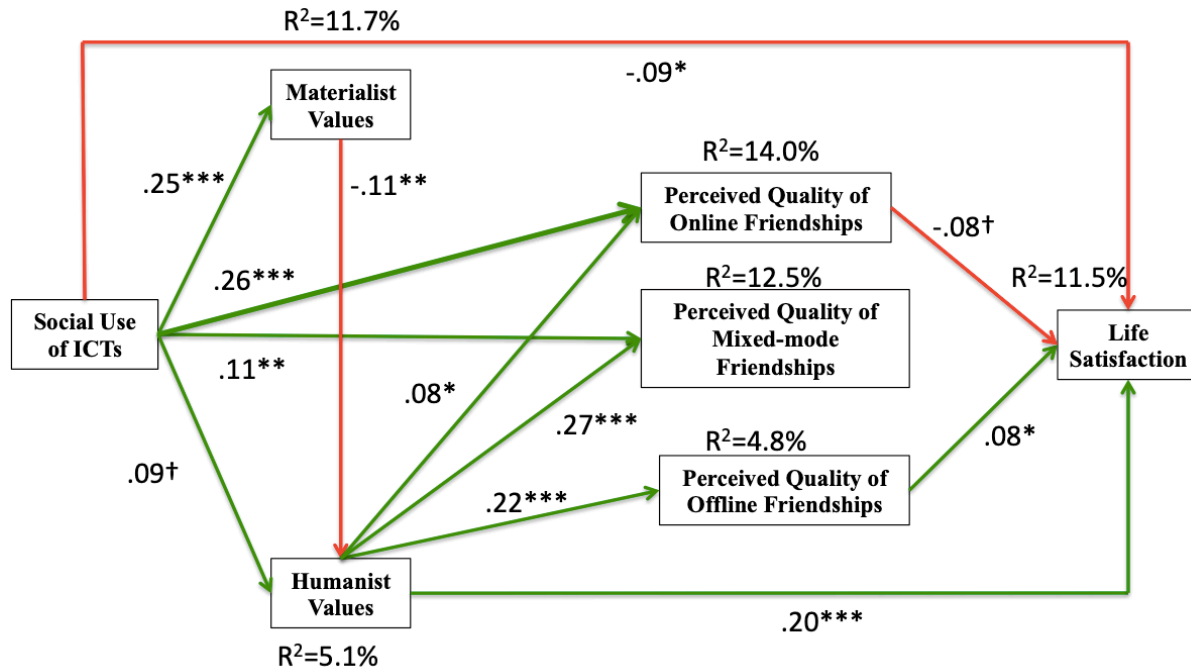 R²=11.7%
-.09*
Materialist
Values
R²=14.0%
.25***
-.11**
Perceived Quality of
Online Friendships
-.08†
.26***
R²=12.5%
R²=11.5%
Social Use
of ICTs
Perceived Quality of
Mixed-mode
Friendships
Life
Satisfaction
.11**
.08*
.27***
R²=4.8%
.08*
.09†
.22***
Perceived Quality of
Offline Friendships
Humanist
Values
.20***
R²=5.1%